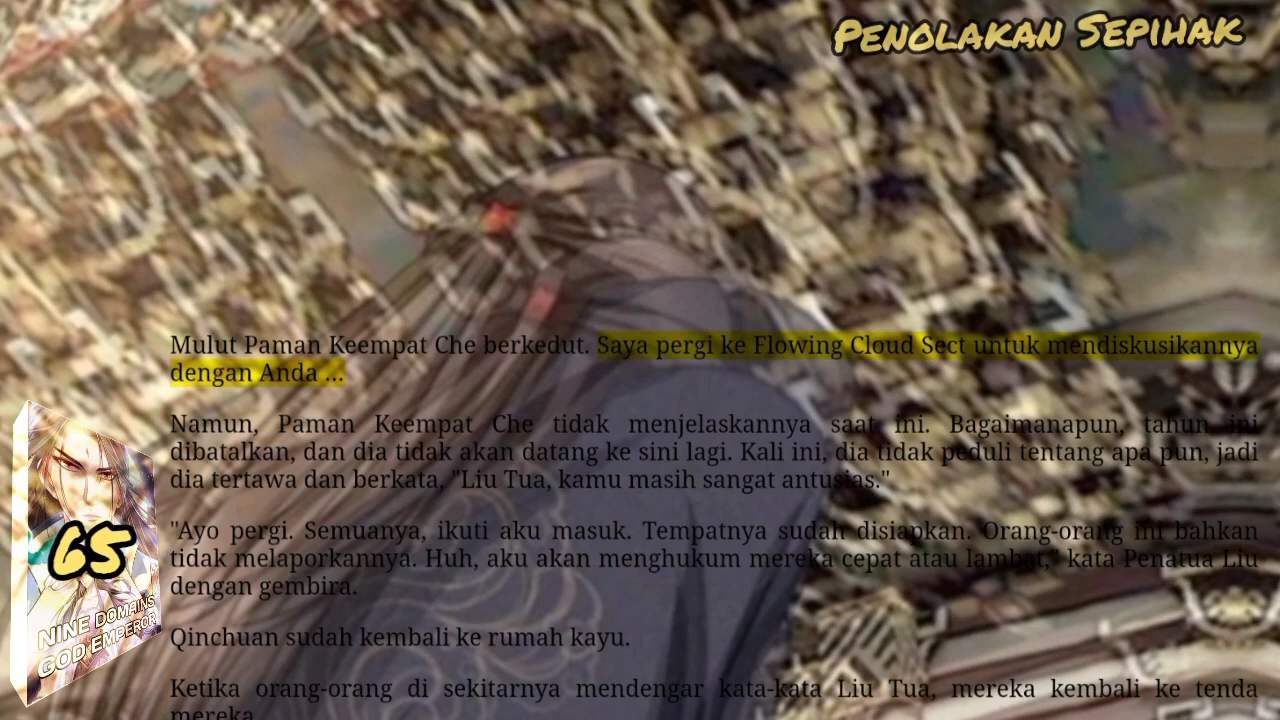 Penolakan Sepihak
Mulut Paman Keempat Che berkedut. Saya pergi ke Flowing Cloud Sect untuk mendiskusikannya
dengan Anda ...
Namun, Paman Keempat Che tidak menjelaskannya saat ini. Bagaimanapun, tahun ini
dibatalkan, dan dia tidak akan datang ke sini lagi. Kali ini, dia tidak peduli tentang apa pun, jadi
dia tertawa dan berkata, "Liu Tua, kamu masih sangat antusias."
"Ayo pergi. Semuanya, ikuti aku masuk. Tempatnya sudah disiapkan. Orang-orang ini bahkan
tidak melaporkannya. Huh, aku akan menghukum mereka cepat atau lambat," kata Penatua Liu
dengan gembira.
Qinchuan sudah kembali ke rumah kayu.
Ketika orang-orang di sekitarnya mendengar kata-kata Liu Tua, mereka kembali ke tenda
mereka.
65
NINE DOMAINS
GOD EMPEROR